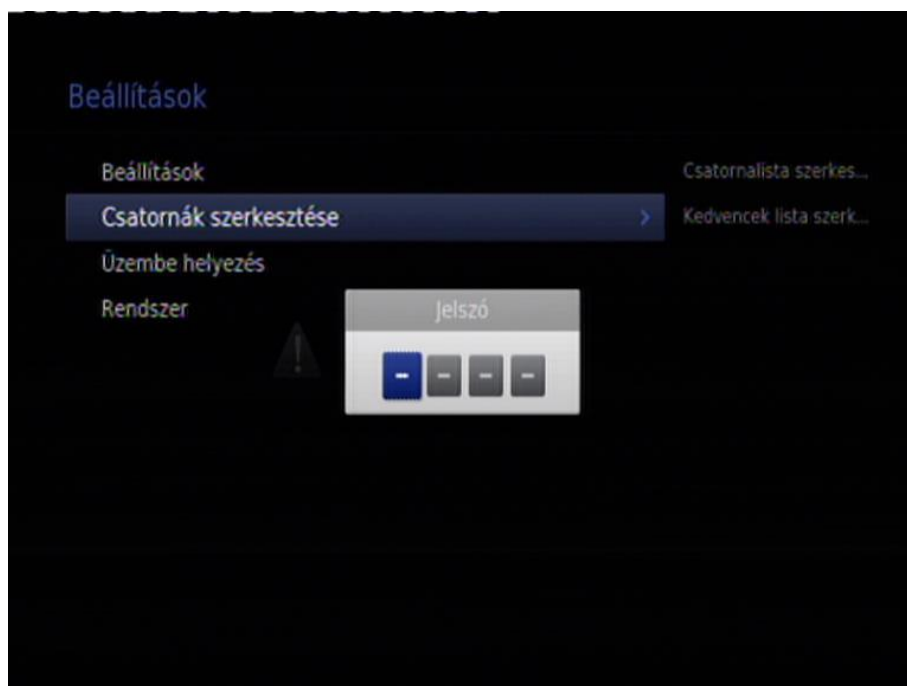 Beállítások
Beállítások
Csatornák szerkesztése >
Üzembe helyezés
Rendszer
Csatornalista szerkes...
Kedvencek lista szerk...
Jelszó
- - - -